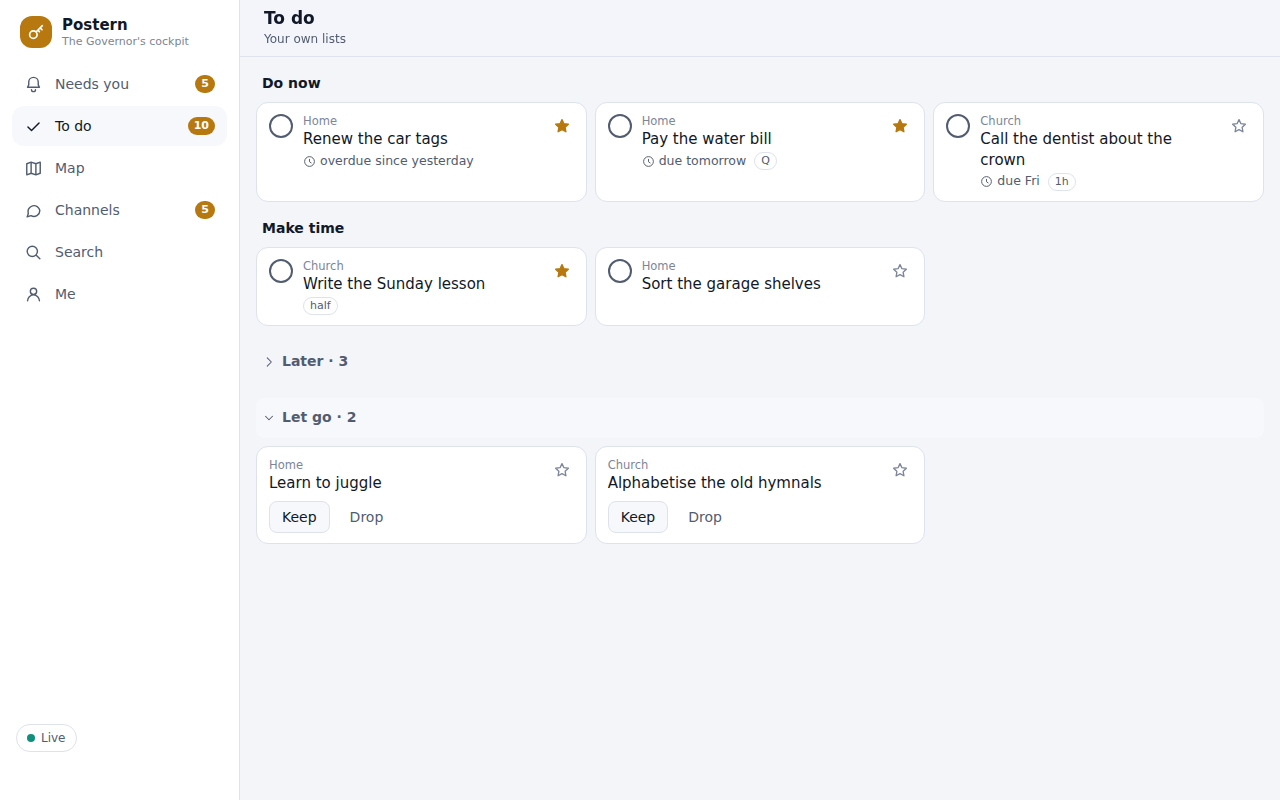 Postern
The Governor's cockpit
Needs you 5
To do 10
Map
Channels 5
Search
Me
Live
To do
Your own lists
Do now
Home
Renew the car tags
overdue since yesterday
Home
Pay the water bill
due tomorrow Q
Church
Call the dentist about the
crown
due Fri 1h
Make time
Church
Write the Sunday lesson
half
Home
Sort the garage shelves
Later · 3
Let go · 2
Home
Learn to juggle
Keep Drop
Church
Alphabetise the old hymnals
Keep Drop